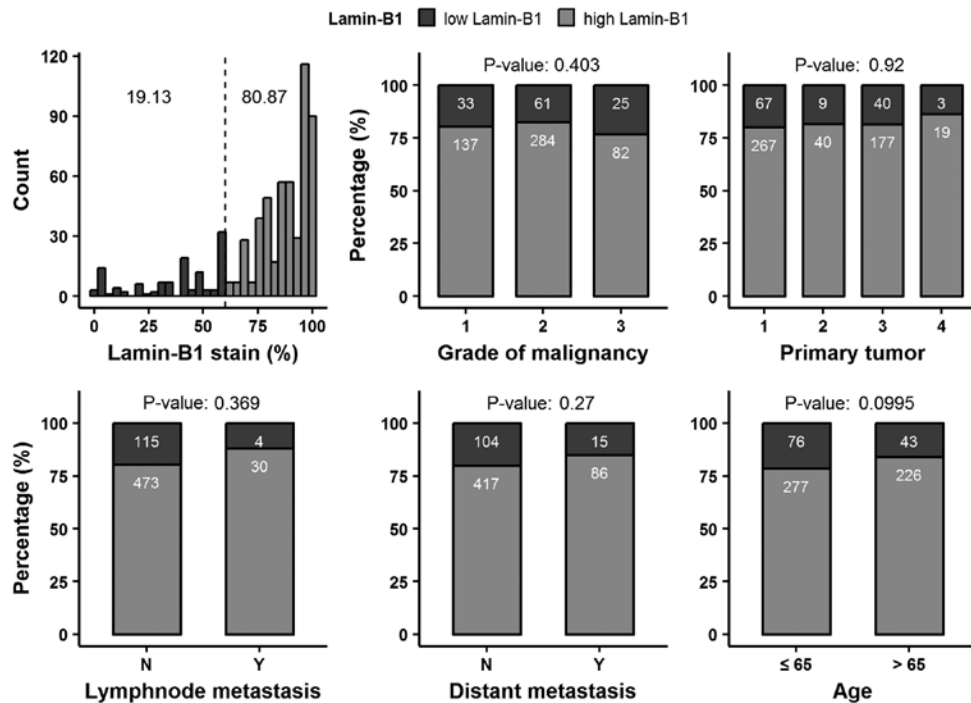 Lamin-B1 low Lamin-B1 high Lamin-B1
120
90
60
30
0
Count
19.13 80.87
0 25 50 75 100
Lamin-B1 stain (%)
P-value: 0.403
Percentage (%)
100
75
50
25
0
33 61 25
137 284 82
1 2 3
Grade of malignancy
P-value: 0.92
100
75
50
25
0
67 9 40 3
267 40 177 19
1 2 3 4
Primary tumor
P-value: 0.369
Percentage (%)
100
75
50
25
0
115 4
473 30
N Y
Lymphnode metastasis
P-value: 0.27
100
75
50
25
0
104 15
417 86
N Y
Distant metastasis
P-value: 0.0995
100
75
50
25
0
76 43
277 226
≤ 65 > 65
Age